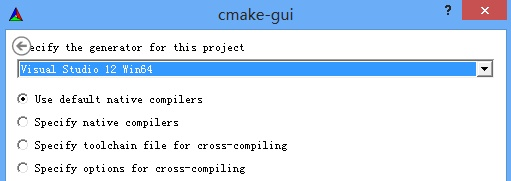 cmake-gui
?
ecify the generator for this project
Visual Studio 12 Win64
Use default native compilers
Specify native compilers
Specify toolchain file for cross-compiling
Specify options for cross-compiling